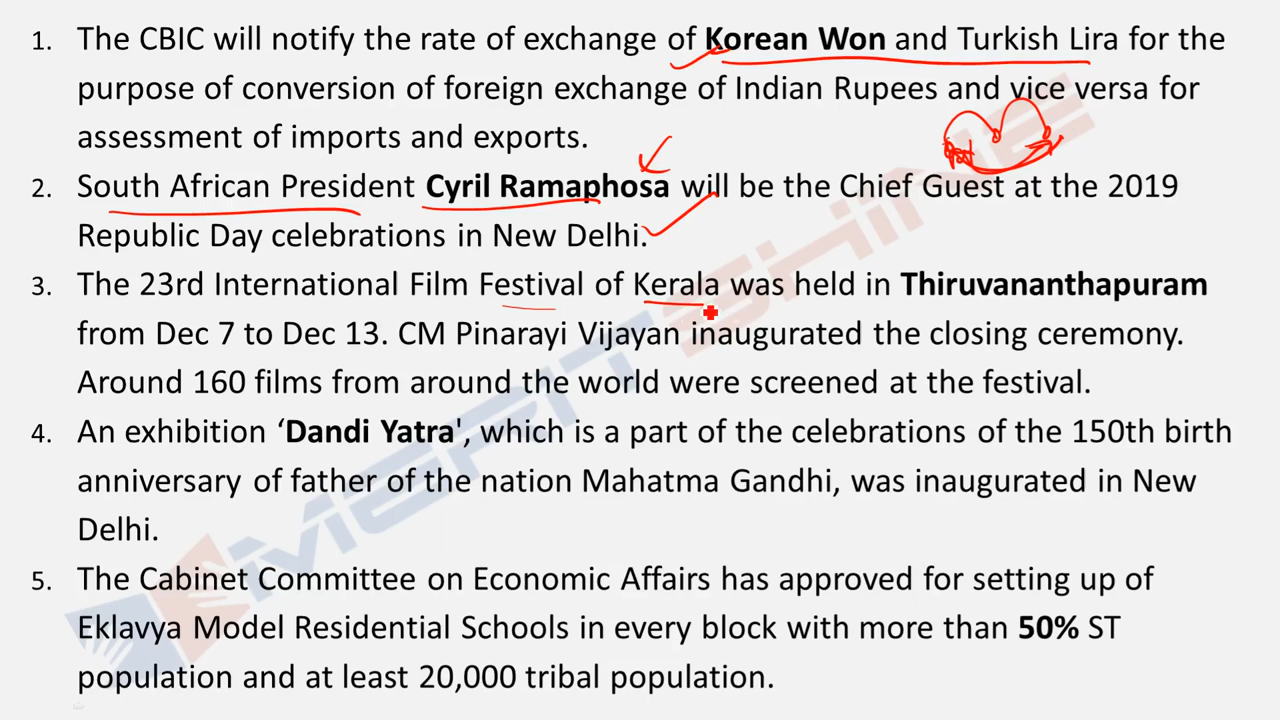 1. The CBIC will notify the rate of exchange of Korean Won and Turkish Lira for the
purpose of conversion of foreign exchange of Indian Rupees and vice versa for
assessment of imports and exports.
2. South African President Cyril Ramaphosa will be the Chief Guest at the 2019
Republic Day celebrations in New Delhi.
3. The 23rd International Film Festival of Kerala was held in Thiruvananthapuram
from Dec 7 to Dec 13. CM Pinarayi Vijayan inaugurated the closing ceremony.
Around 160 films from around the world were screened at the festival.
4. An exhibition ‘Dandi Yatra', which is a part of the celebrations of the 150th birth
anniversary of father of the nation Mahatma Gandhi, was inaugurated in New
Delhi.
5. The Cabinet Committee on Economic Affairs has approved for setting up of
Eklavya Model Residential Schools in every block with more than 50% ST
population and at least 20,000 tribal population.
MERITSHINE